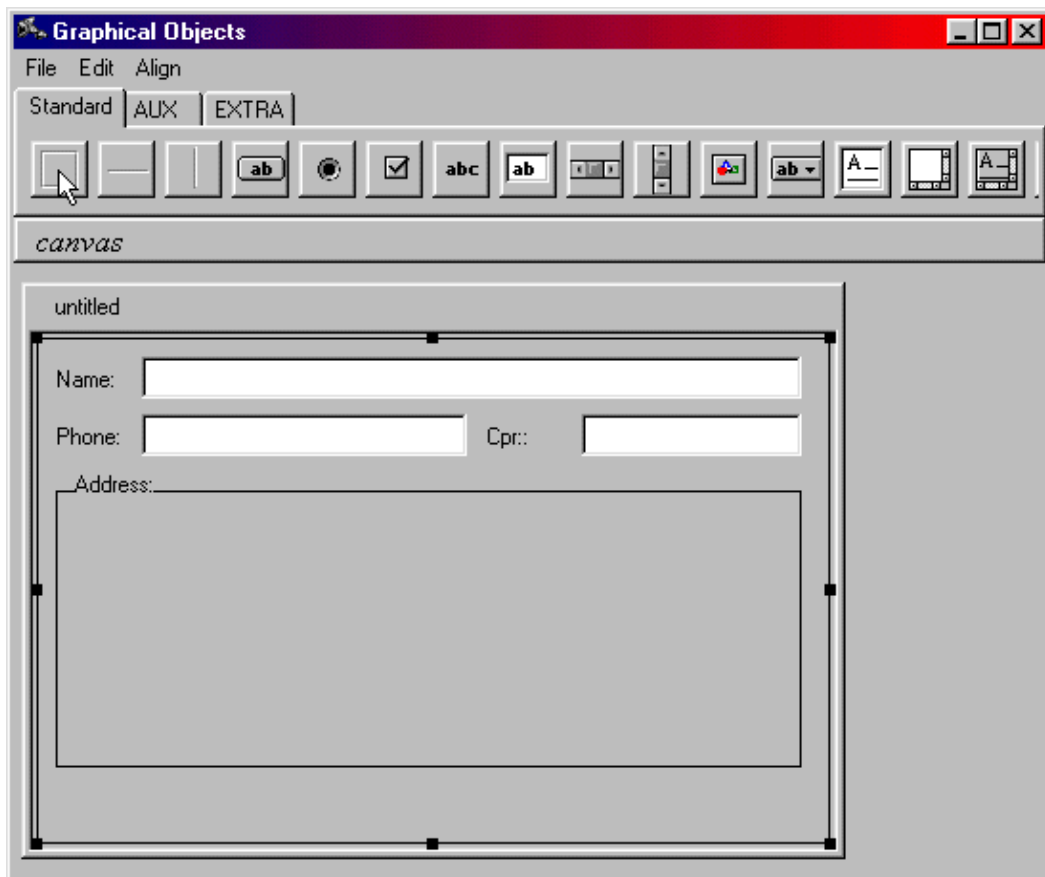 Graphical Objects
File Edit Align
Standard AUX EXTRA
ab abc ab ab A A
canvas
untitled
Name:
Phone: Cpr::
Address: